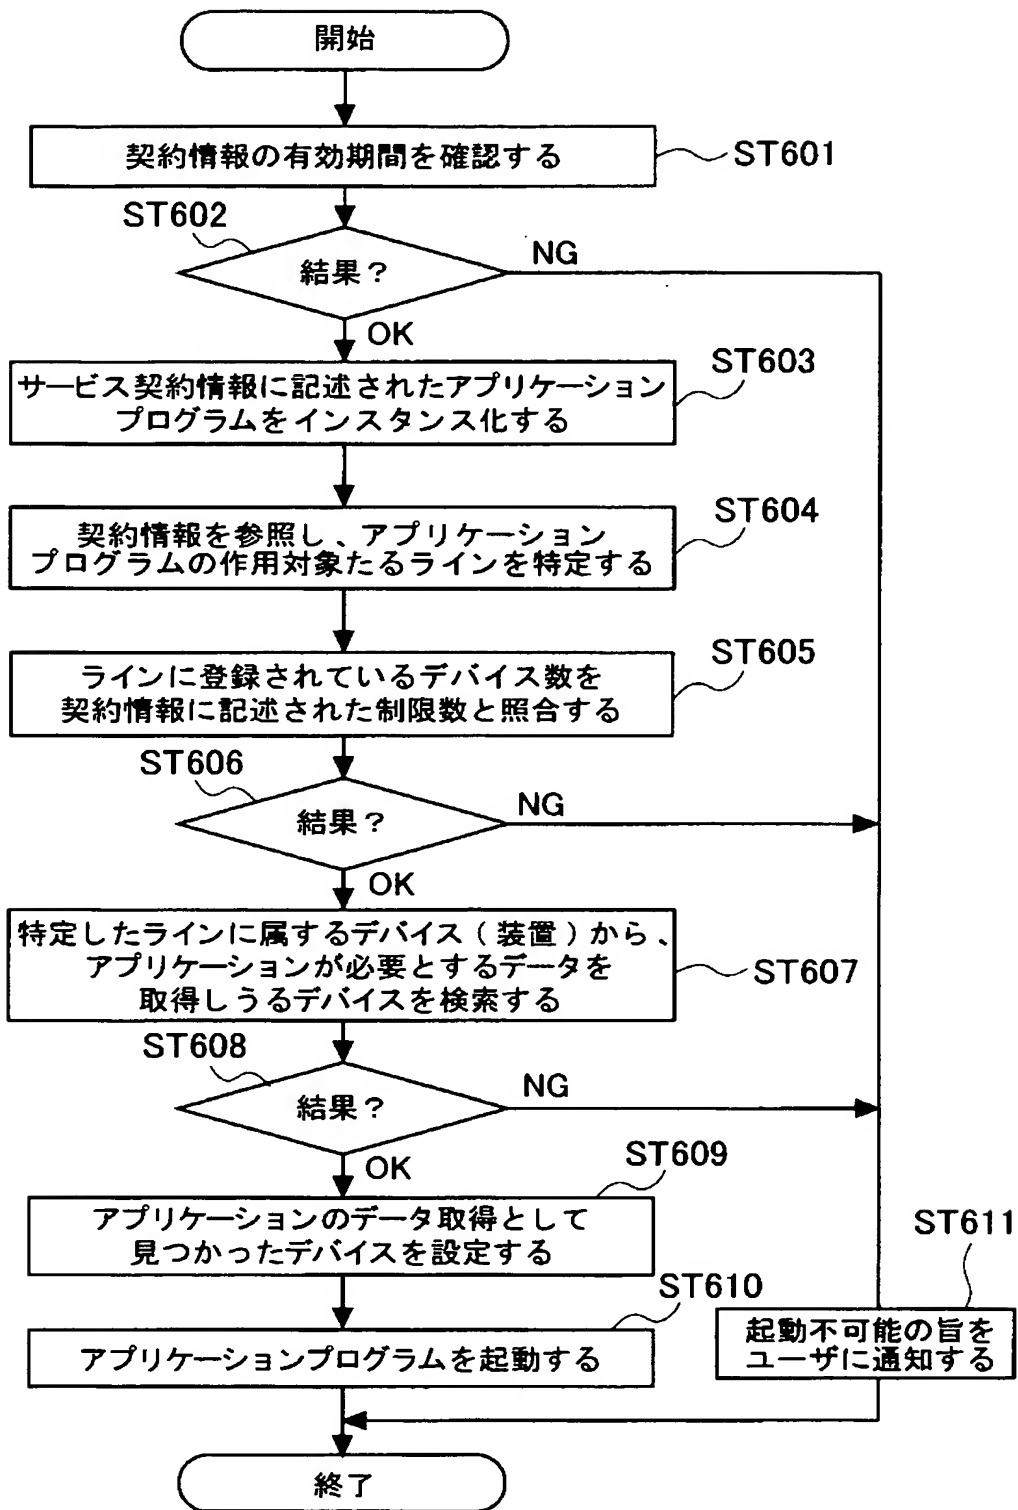 開始
契約情報の有効期間を確認する
ST601
ST602
結果?
NG
OK
ST603
サービス契約情報に記述されたアプリケーション
プログラムをインスタンス化する
ST604
契約情報を参照し、アプリケーション
プログラムの作用対象たるラインを特定する
ST605
ラインに登録されているデバイス数を
契約情報に記述された制限数と照合する
ST606
結果?
NG
OK
特定したラインに属するデバイス(装置)から、
アプリケーションが必要とするデータを
取得しうるデバイスを検索する
ST607
ST608
結果?
NG
OK
ST609
アプリケーションのデータ取得として
見つかったデバイスを設定する
ST610
アプリケーションプログラムを起動する
ST611
起動不可能の旨を
ユーザに通知する
終了